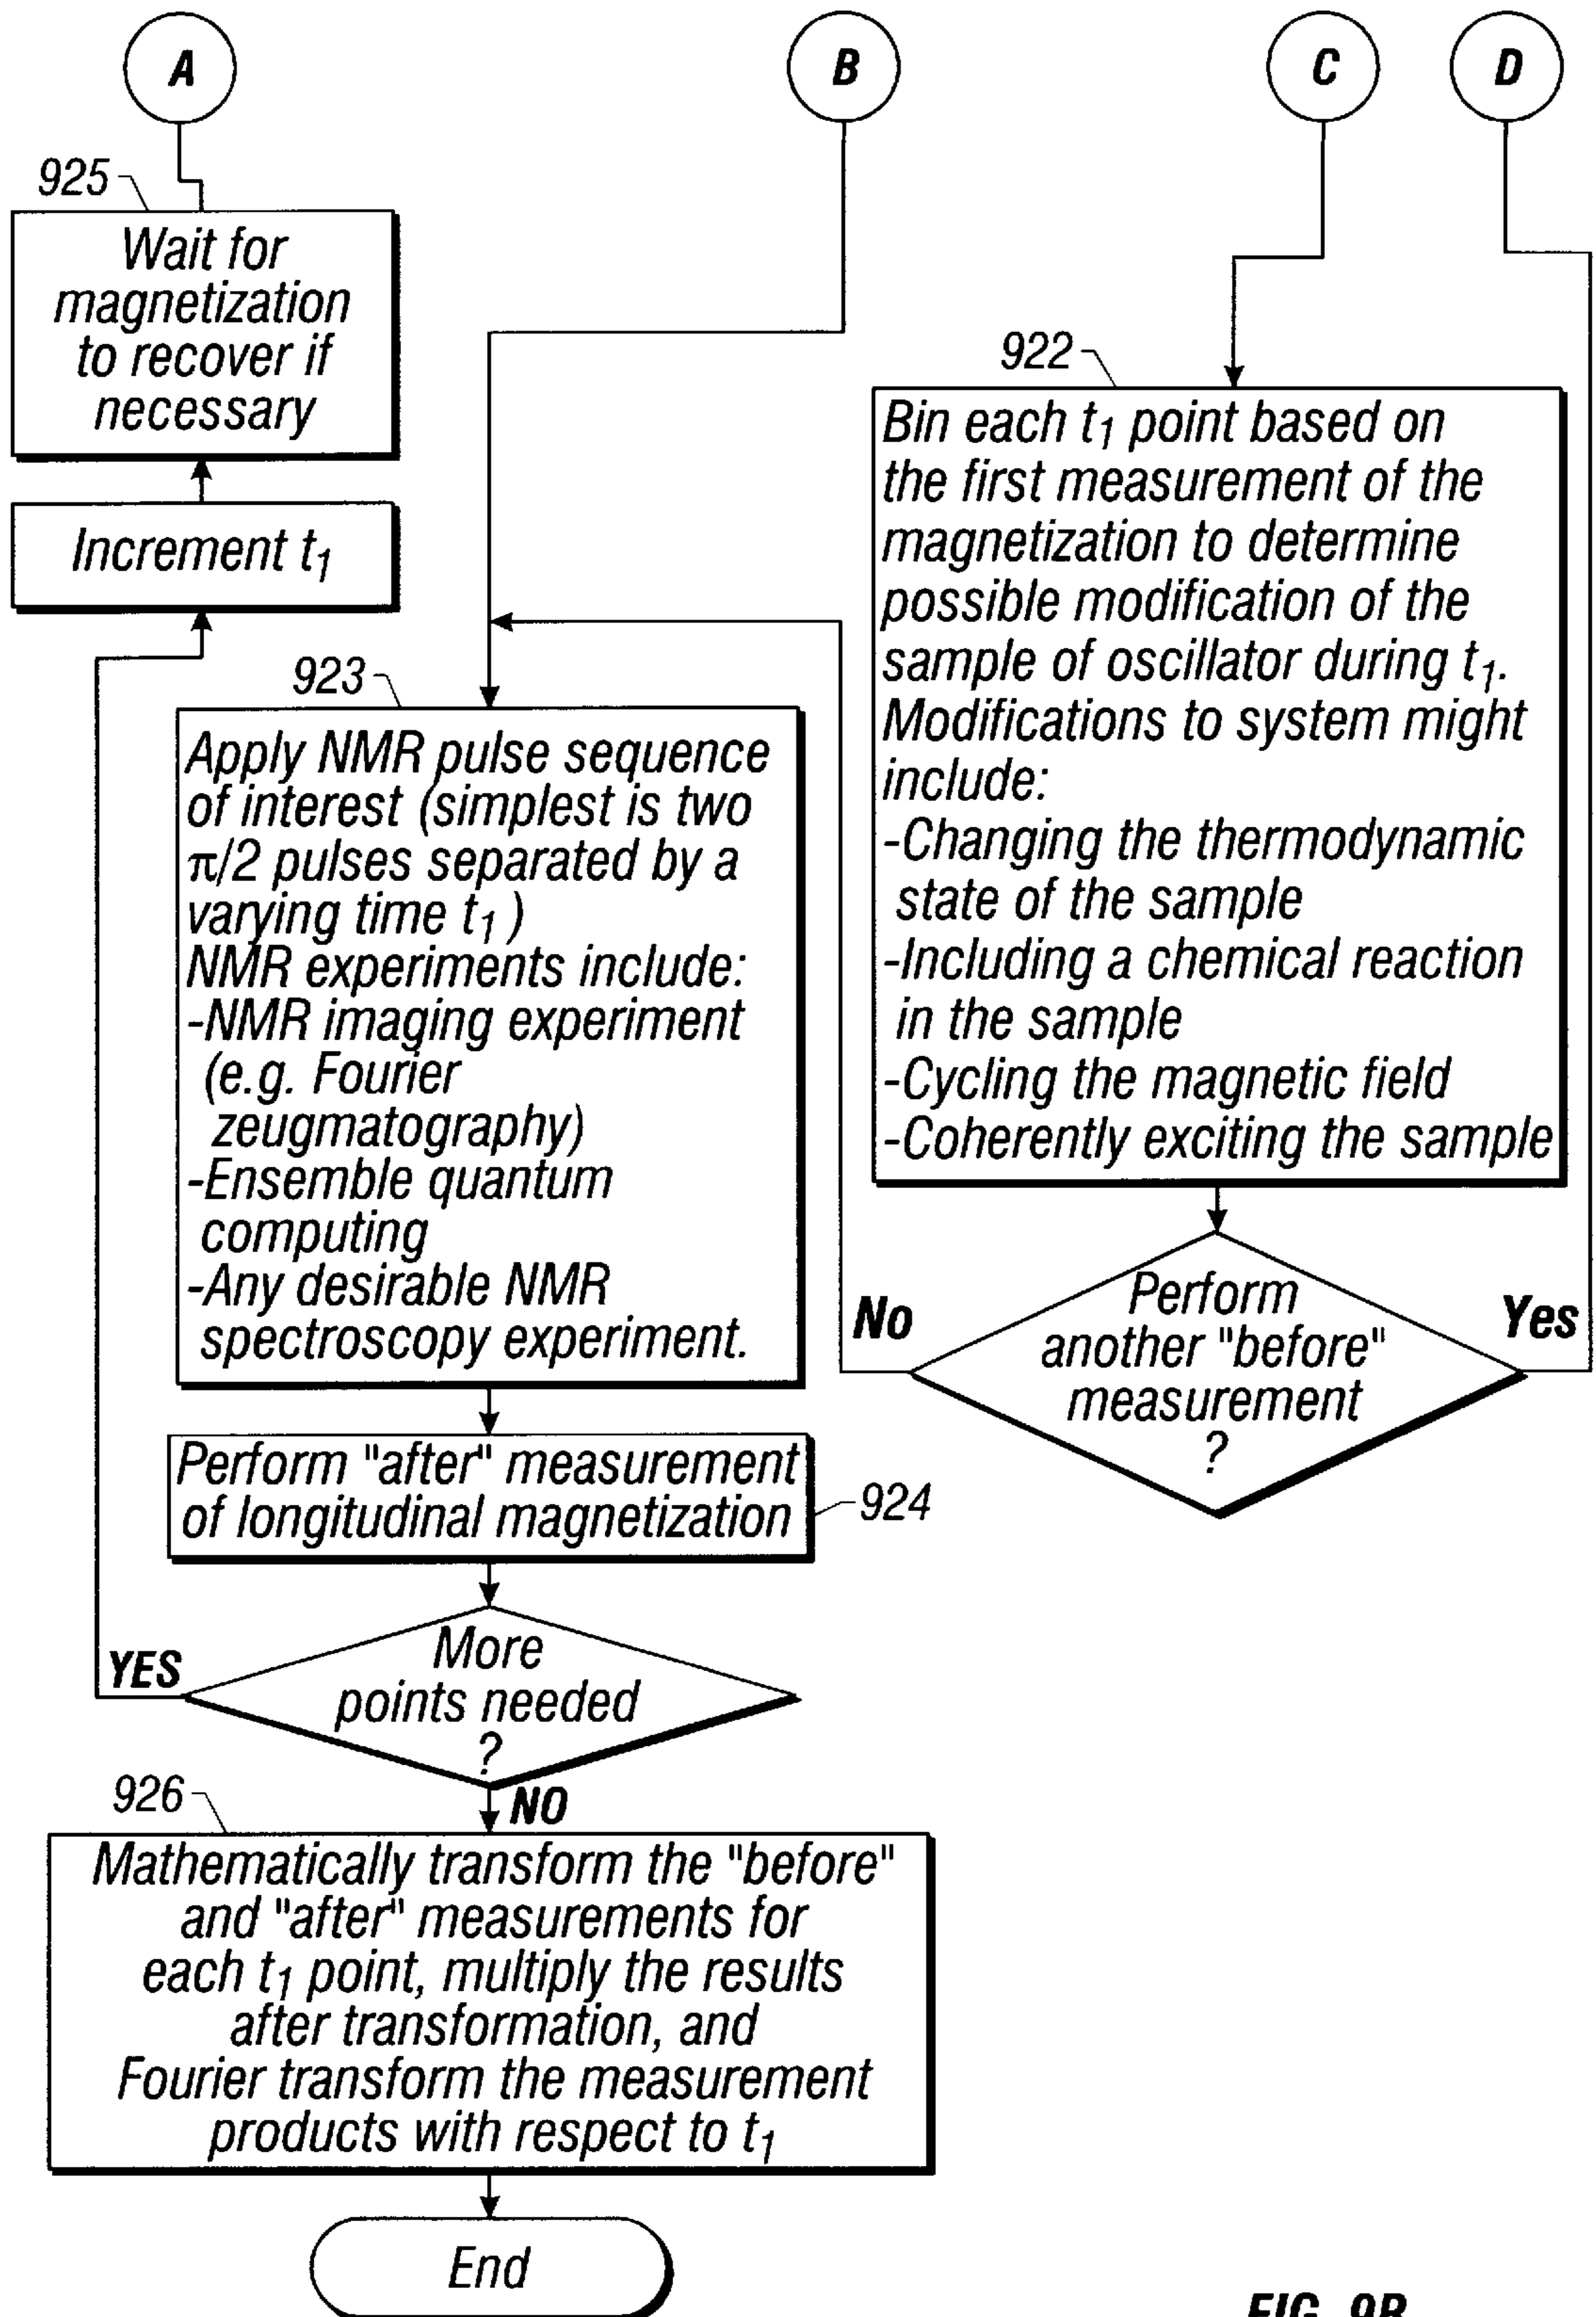 A
B
C
D
925
Wait for
magnetization
to recover if
necessary
Increment t1
922
Bin each t1 point based on
the first measurement of the
magnetization to determine
possible modification of the
sample of oscillator during t1.
Modifications to system might
include:
-Changing the thermodynamic
state of the sample
-Including a chemical reaction
in the sample
-Cycling the magnetic field
-Coherently exciting the sample
923
Apply NMR pulse sequence
of interest (simplest is two
π/2 pulses separated by a
varying time t1)
NMR experiments include:
-NMR imaging experiment
(e.g. Fourier
zeugmatography)
-Ensemble quantum
computing
-Any desirable NMR
spectroscopy experiment.
No
Perform
another "before"
measurement
?
Yes
Perform "after" measurement
of longitudinal magnetization
924
YES
More
points needed
?
NO
926
Mathematically transform the "before"
and "after" measurements for
each t1 point, multiply the results
after transformation, and
Fourier transform the measurement
products with respect to t1
End
FIG. 9B